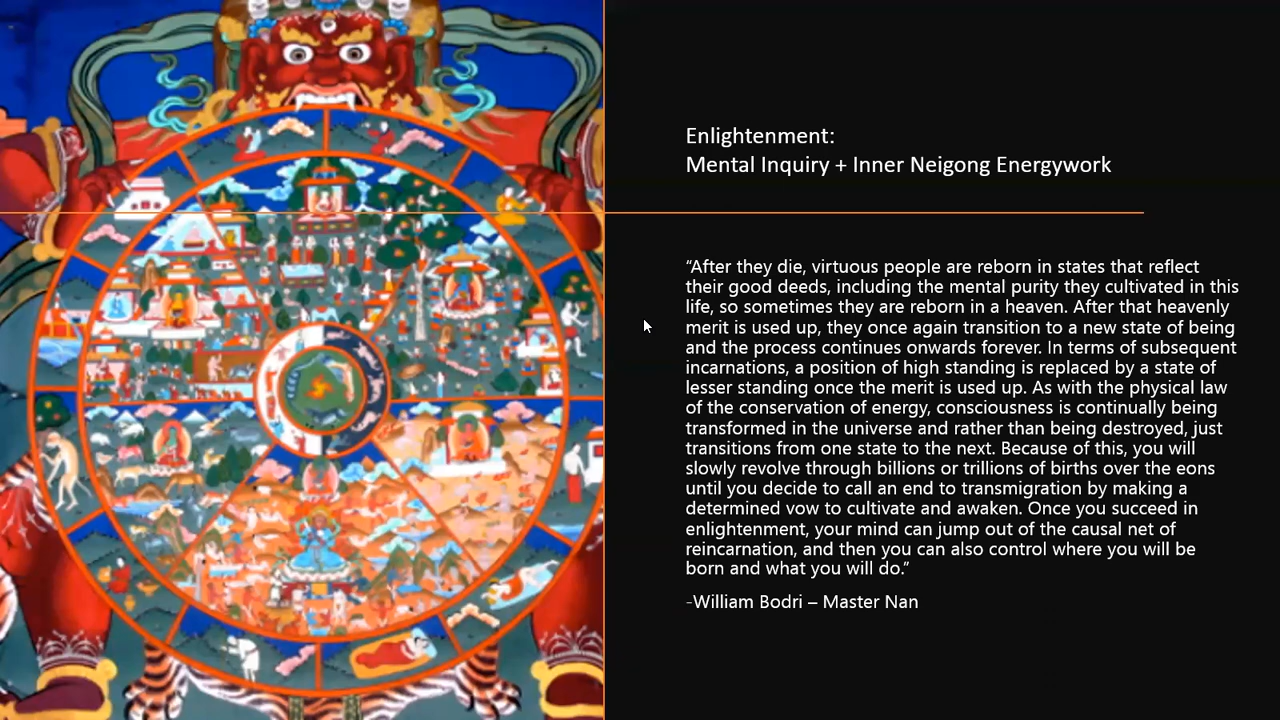 Enlightenment:
Mental Inquiry + Inner Neigong Energywork
“After they die, virtuous people are reborn in states that reflect
their good deeds, including the mental purity they cultivated in this
life, so sometimes they are reborn in a heaven. After that heavenly
merit is used up, they once again transition to a new state of being
and the process continues onwards forever. In terms of subsequent
incarnations, a position of high standing is replaced by a state of
lesser standing once the merit is used up. As with the physical law
of the conservation of energy, consciousness is continually being
transformed in the universe and rather than being destroyed, just
transitions from one state to the next. Because of this, you will
slowly revolve through billions or trillions of births over the eons
until you decide to call an end to transmigration by making a
determined vow to cultivate and awaken. Once you succeed in
enlightenment, your mind can jump out of the causal net of
reincarnation, and then you can also control where you will be
born and what you will do.”
-William Bodri – Master Nan